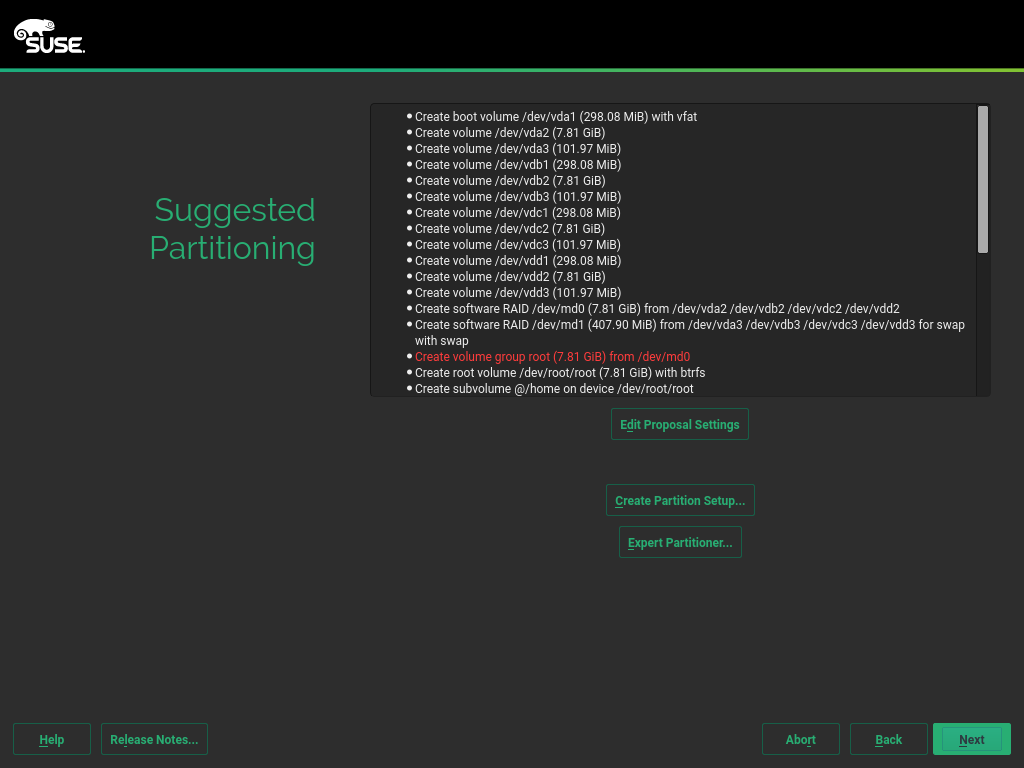 SUSE.
Suggested
Partitioning
Create boot volume /dev/vda1 (298.08 MiB) with vfat
Create volume /dev/vda2 (7.81 GiB)
Create volume /dev/vda3 (101.97 MiB)
Create volume /dev/vdb1 (298.08 MiB)
Create volume /dev/vdb2 (7.81 GiB)
Create volume /dev/vdb3 (101.97 MiB)
Create volume /dev/vdc1 (298.08 MiB)
Create volume /dev/vdc2 (7.81 GiB)
Create volume /dev/vdc3 (101.97 MiB)
Create volume /dev/vdd1 (298.08 MiB)
Create volume /dev/vdd2 (7.81 GiB)
Create volume /dev/vdd3 (101.97 MiB)
Create software RAID /dev/md0 (7.81 GiB) from /dev/vda2 /dev/vdb2 /dev/vdc2 /dev/vdd2
Create software RAID /dev/md1 (407.90 MiB) from /dev/vda3 /dev/vdb3 /dev/vdc3 /dev/vdd3 for swap
with swap
Create volume group root (7.81 GiB) from /dev/md0
Create root volume /dev/root/root (7.81 GiB) with btrfs
Create subvolume @/home on device /dev/root/root
Edit Proposal Settings
Create Partition Setup...
Expert Partitioner...
Help
Release Notes...
Abort
Back
Next